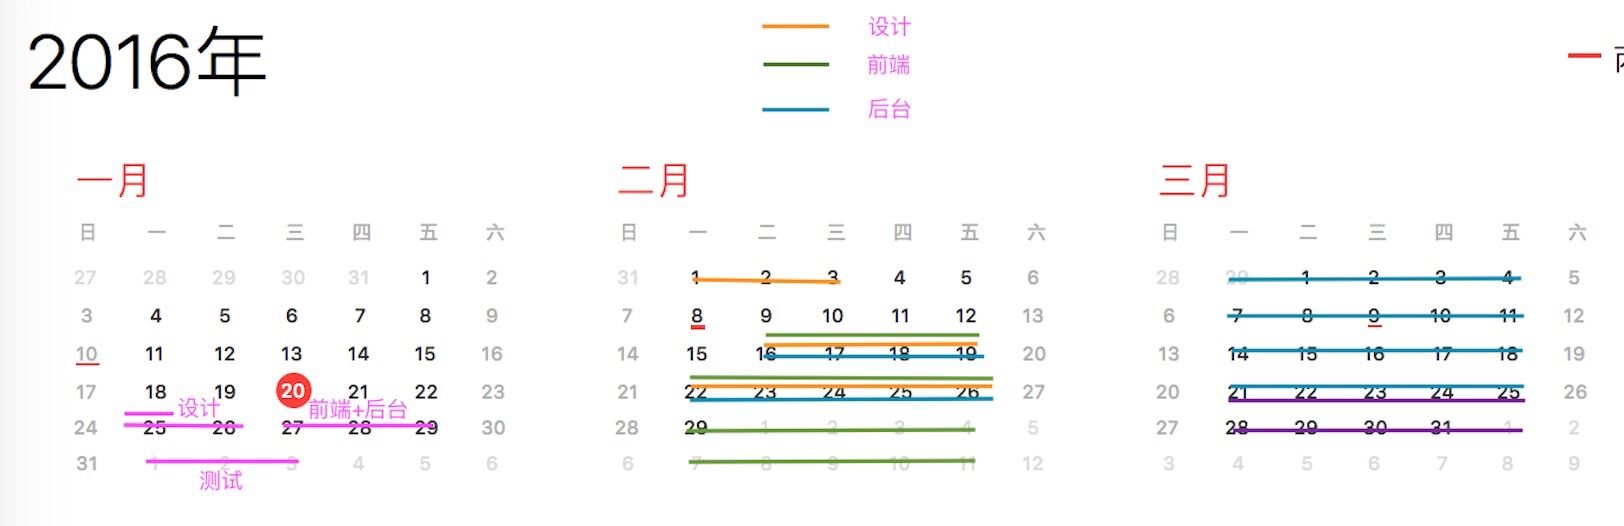 2016年
设计
前端
后台
一月
日 一 二 三 四 五 六
27 28 29 30 31 1 2
3 4 5 6 7 8 9
10 11 12 13 14 15 16
17 18 19 20 21 22 23
设计 前端+后台
24 25 26 27 28 29 30
31 1 2 3 4 5 6
测试
二月
日 一 二 三 四 五 六
31 1 2 3 4 5 6
7 8 9 10 11 12 13
14 15 16 17 18 19 20
21 22 23 24 25 26 27
28 29 1 2 3 4 5
6 7 8 9 10 11 12
三月
日 一 二 三 四 五 六
28 29 1 2 3 4 5
6 7 8 9 10 11 12
13 14 15 16 17 18 19
20 21 22 23 24 25 26
27 28 29 30 31 1 2
3 4 5 6 7 8 9